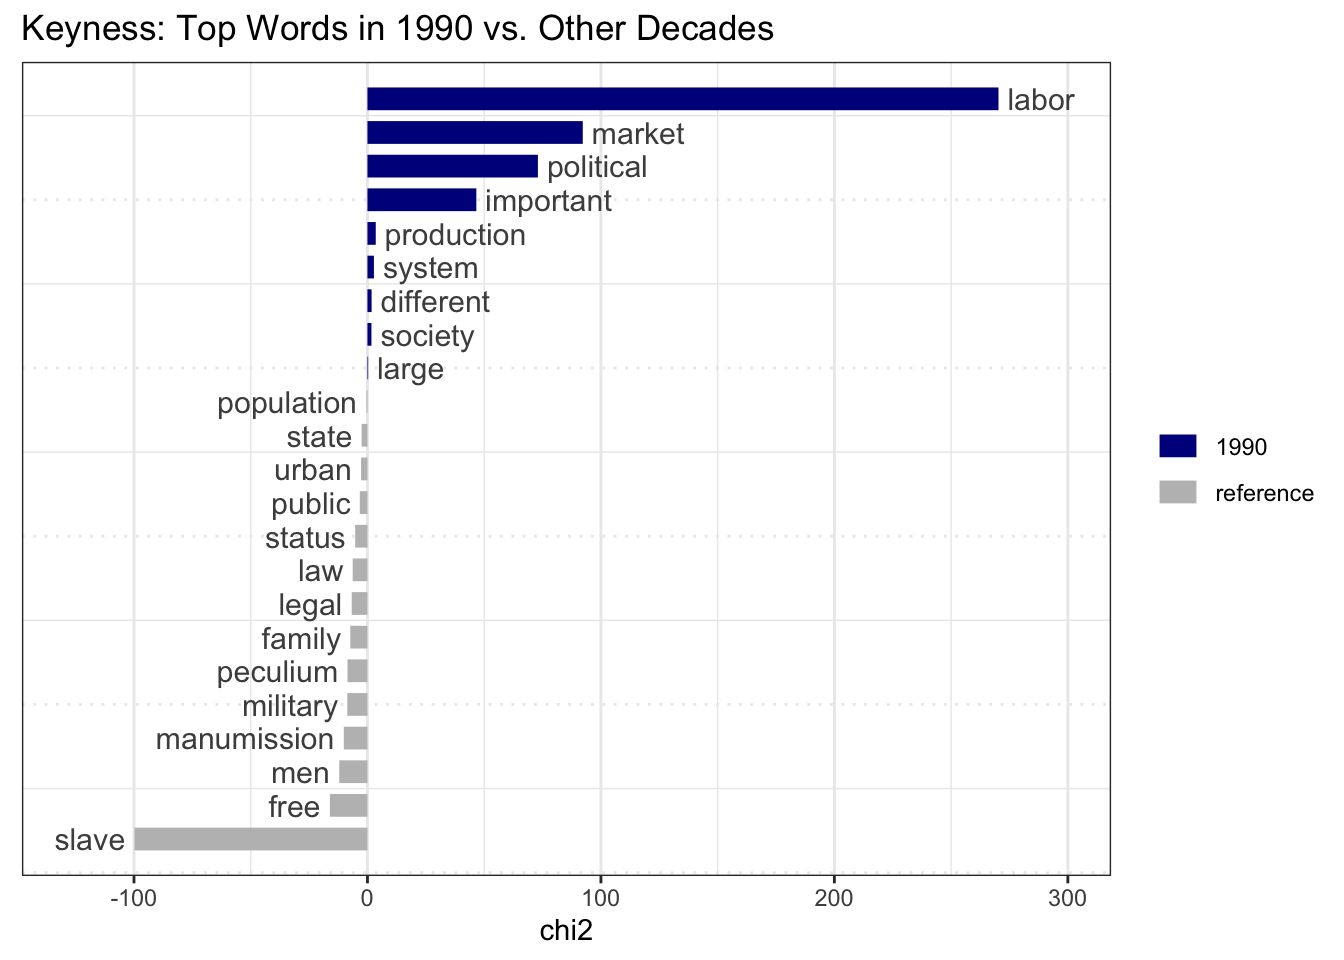 Keyness: Top Words in 1990 vs. Other Decades
labor
market
political
important
production
system
different
society
large
population
state
urban
public
status
law
legal
family
peculium
military
manumission
men
free
slave
1990
reference
-100 0 100 200 300
chi2